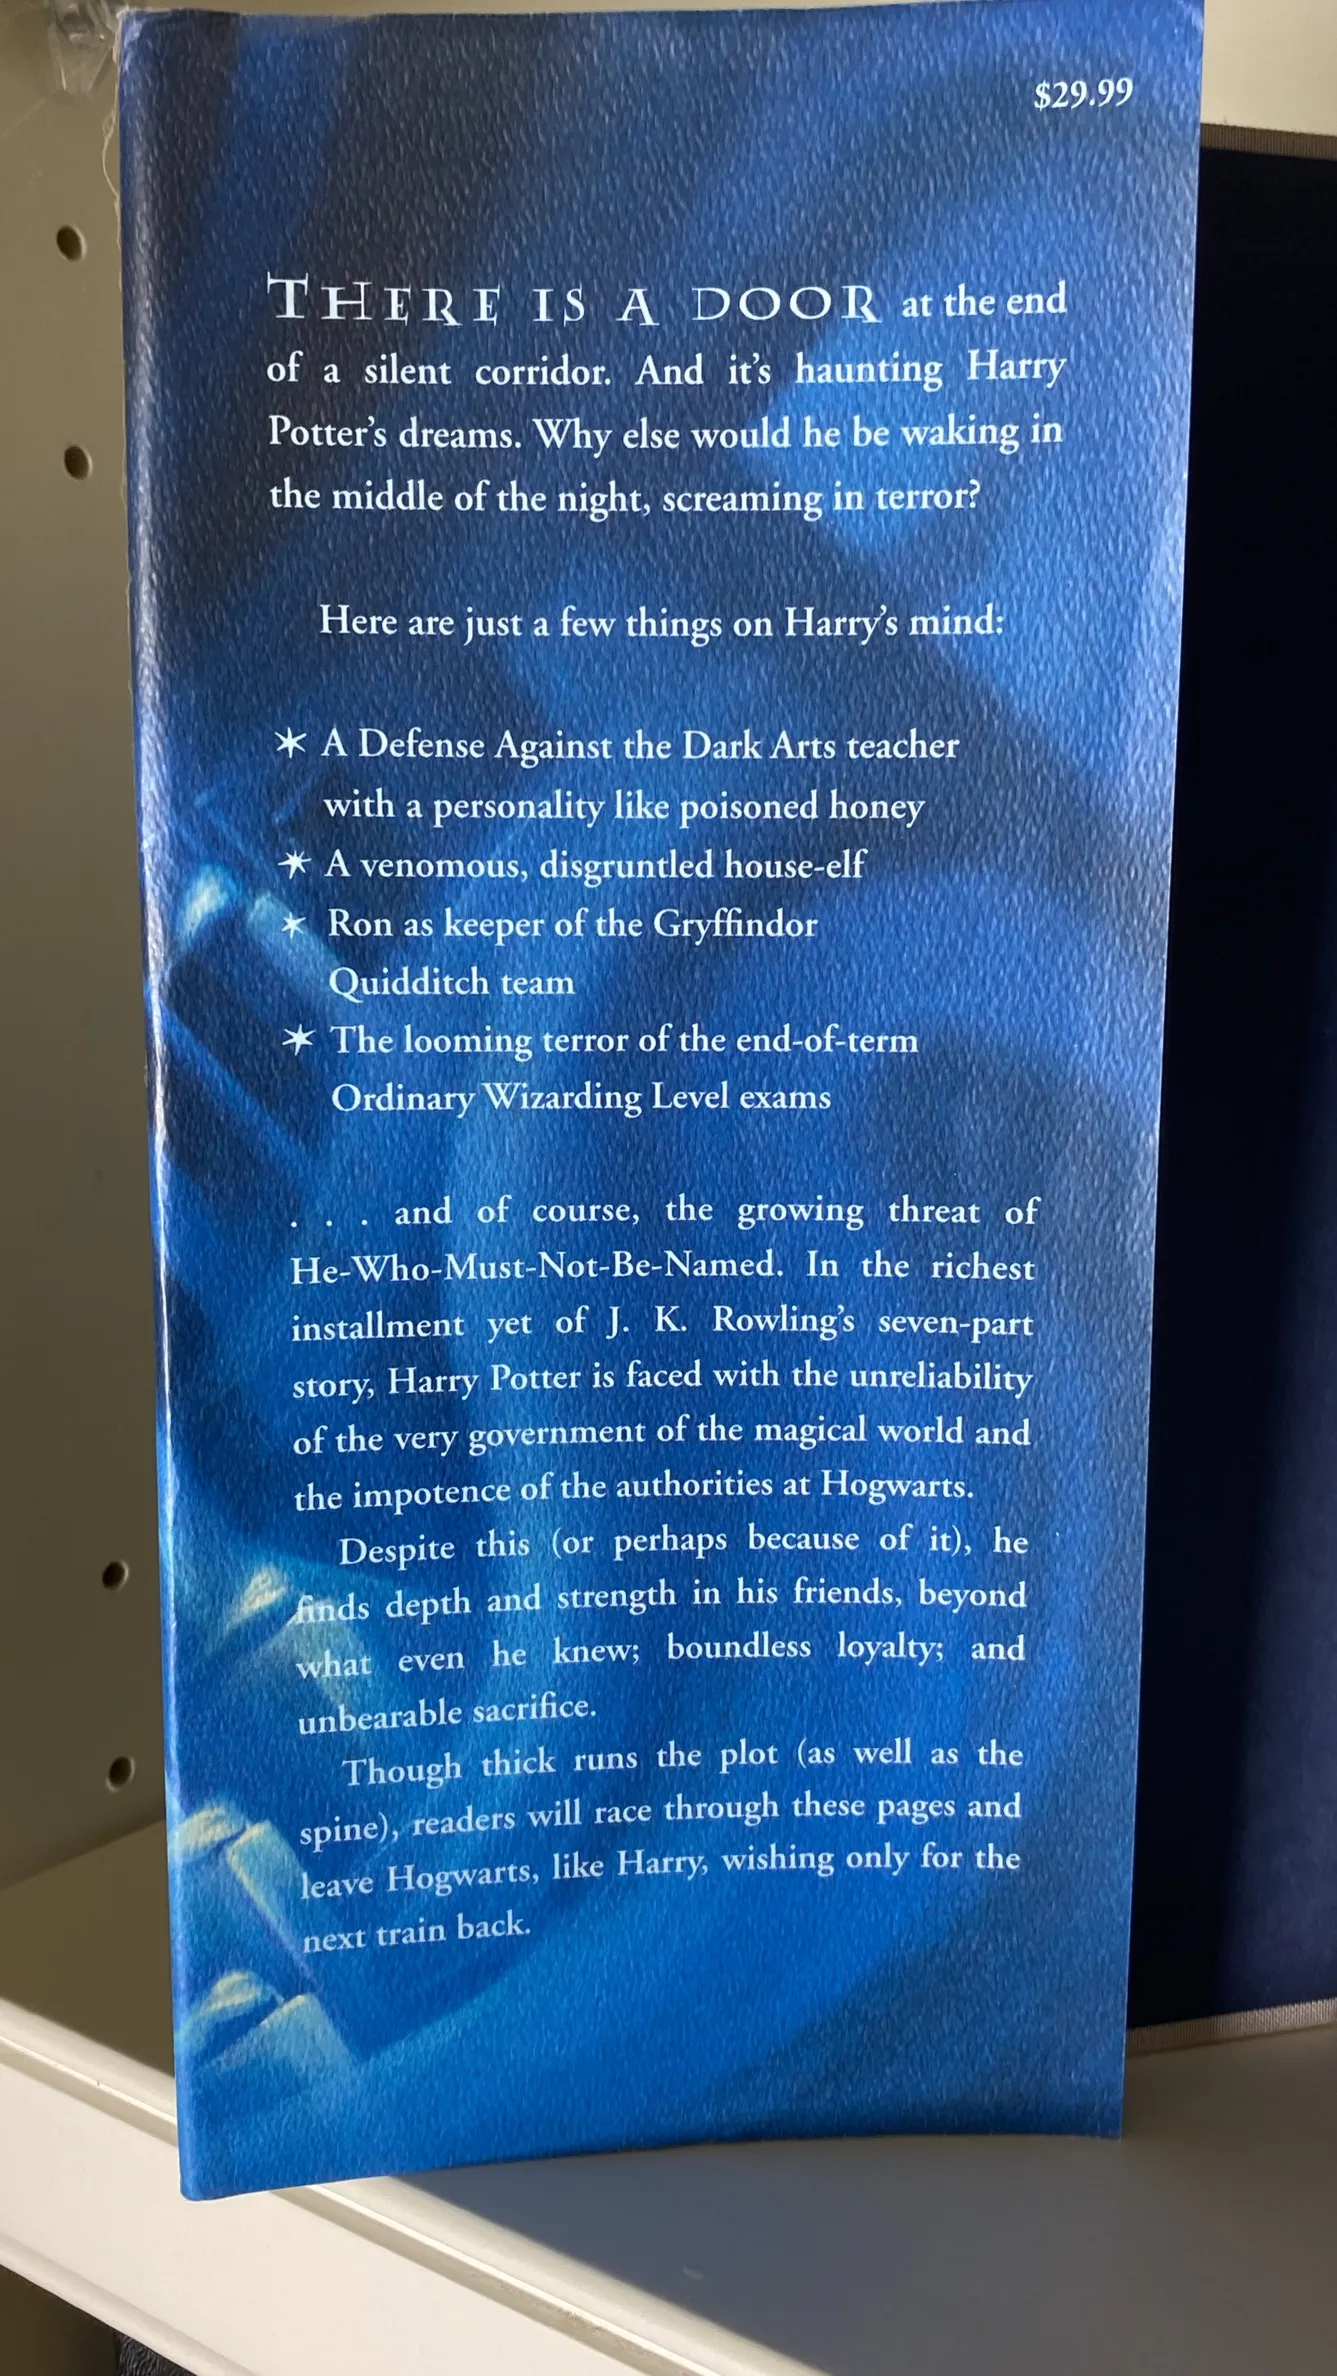 $29.99
THERE IS A DOOR at the end
of a silent corridor. And it's haunting Harry
Potter's dreams. Why else would he be waking in
the middle of the night, screaming in terror?
Here are just a few things on Harry's mind:
✶ A Defense Against the Dark Arts teacher
with a personality like poisoned honey
✶ A venomous, disgruntled house-elf
✶ Ron as keeper of the Gryffindor
Quidditch team
✶ The looming terror of the end-of-term
Ordinary Wizarding Level exams
. . . and of course, the growing threat of
He-Who-Must-Not-Be-Named. In the richest
installment yet of J. K. Rowling's seven-part
story, Harry Potter is faced with the unreliability
of the very government of the magical world and
the impotence of the authorities at Hogwarts.
Despite this (or perhaps because of it), he
finds depth and strength in his friends, beyond
what even he knew; boundless loyalty; and
unbearable sacrifice.
Though thick runs the plot (as well as the
spine), readers will race through these pages and
leave Hogwarts, like Harry, wishing only for the
next train back.